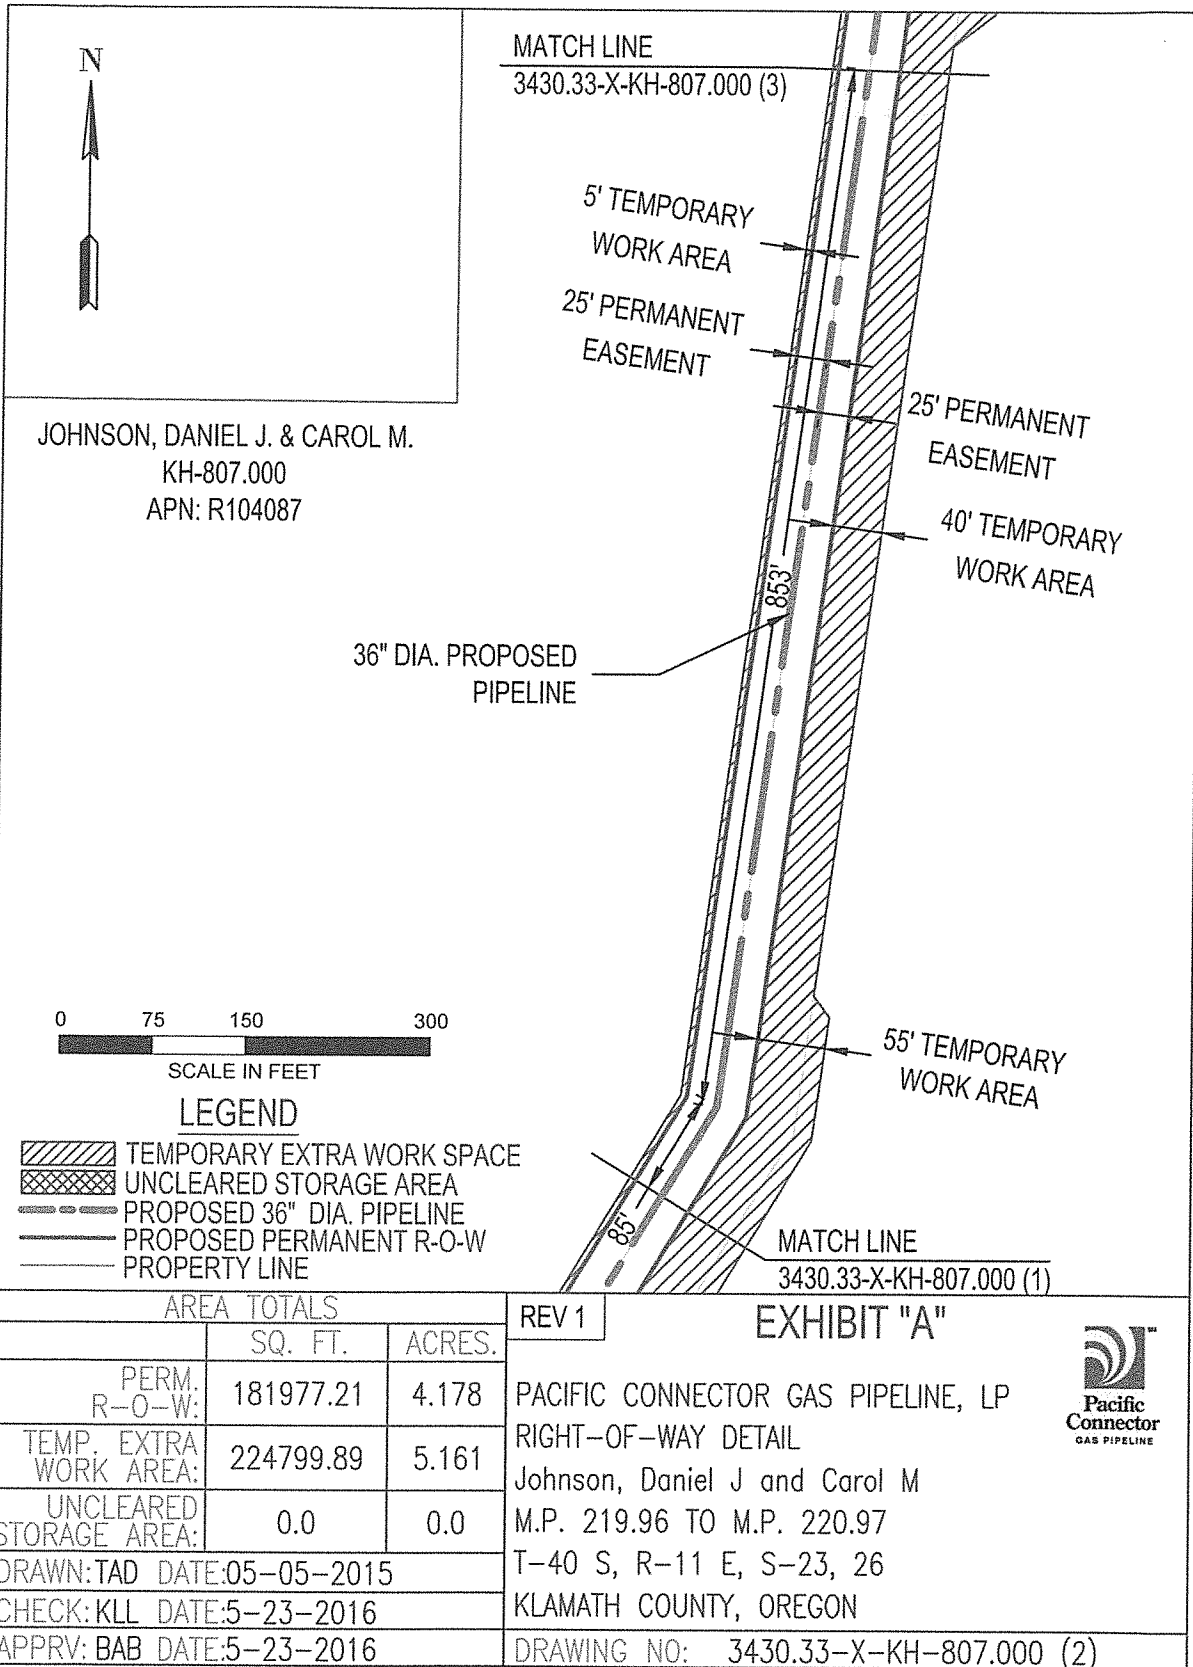 N
MATCH LINE
3430.33-X-KH-807.000 (3)
5' TEMPORARY
WORK AREA
25' PERMANENT
EASEMENT
25' PERMANENT
EASEMENT
40' TEMPORARY
WORK AREA
JOHNSON, DANIEL J. & CAROL M.
KH-807.000
APN: R104087
853'
36" DIA. PROPOSED
PIPELINE
0 75 150 300
SCALE IN FEET
55' TEMPORARY
WORK AREA
LEGEND
TEMPORARY EXTRA WORK SPACE
UNCLEARED STORAGE AREA
PROPOSED 36" DIA. PIPELINE
PROPOSED PERMANENT R-O-W
PROPERTY LINE
85'
MATCH LINE
3430.33-X-KH-807.000 (1)
AREA TOTALS
SQ. FT. ACRES.
PERM.
R-O-W: 181977.21 4.178
TEMP. EXTRA
WORK AREA: 224799.89 5.161
UNCLEARED
STORAGE AREA: 0.0 0.0
DRAWN: TAD DATE: 05-05-2015
CHECK: KLL DATE: 5-23-2016
APPRV: BAB DATE: 5-23-2016
REV 1
EXHIBIT "A"
PACIFIC CONNECTOR GAS PIPELINE, LP
RIGHT-OF-WAY DETAIL
Johnson, Daniel J and Carol M
M.P. 219.96 TO M.P. 220.97
T-40 S, R-11 E, S-23, 26
KLAMATH COUNTY, OREGON
DRAWING NO: 3430.33-X-KH-807.000 (2)
TM
Pacific
Connector
GAS PIPELINE